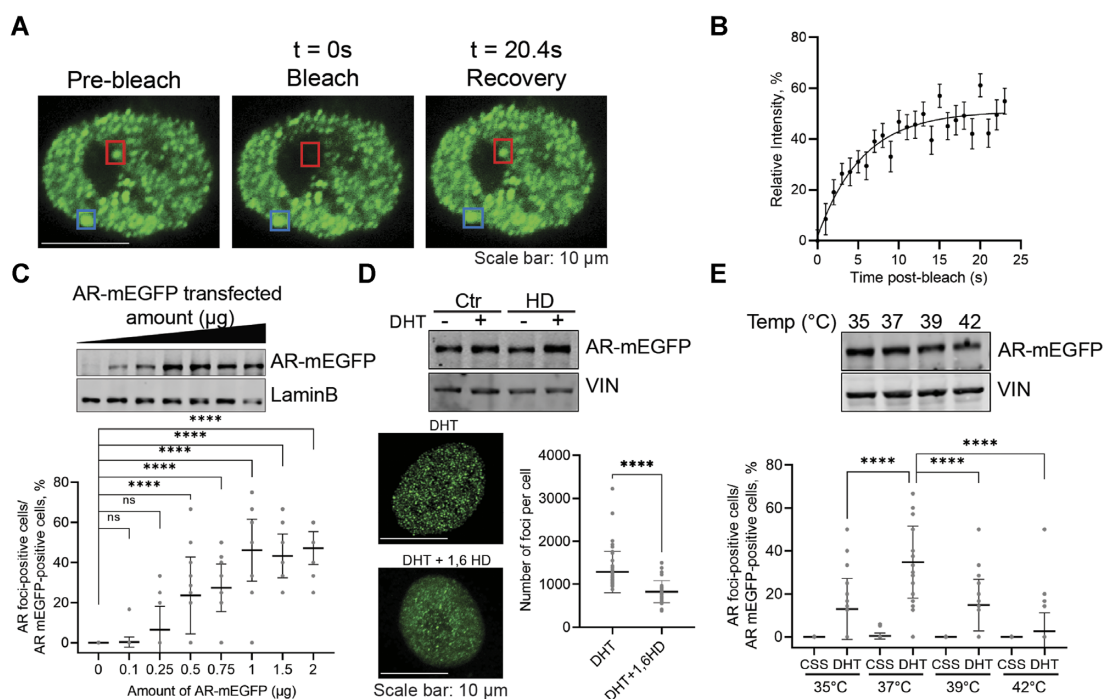 A
Pre-bleach
t = 0s
Bleach
t = 20.4s
Recovery
Scale bar: 10 µm
B
Relative Intensity, %
80
60
40
20
0
0 5 10 15 20 25
Time post-bleach (s)
C
AR-mEGFP transfected
amount (µg)
AR-mEGFP
LaminB
****
****
****
****
****
ns
ns
AR foci-positive cells/
AR mEGFP-positive cells, %
80
60
40
20
0
0 0.1 0.25 0.5 0.75 1 1.5 2
Amount of AR-mEGFP (µg)
D
Ctr HD
DHT - + - +
AR-mEGFP
VIN
DHT
DHT + 1,6 HD
Scale bar: 10 µm
****
Number of foci per cell
4000
3000
2000
1000
0
DHT
DHT+1,6HD
E
Temp (°C) 35 37 39 42
AR-mEGFP
VIN
****
**** ****
AR foci-positive cells/
AR mEGFP-positive cells, %
80
60
40
20
0
CSS DHT CSS DHT CSS DHT CSS DHT
35°C 37°C 39°C 42°C